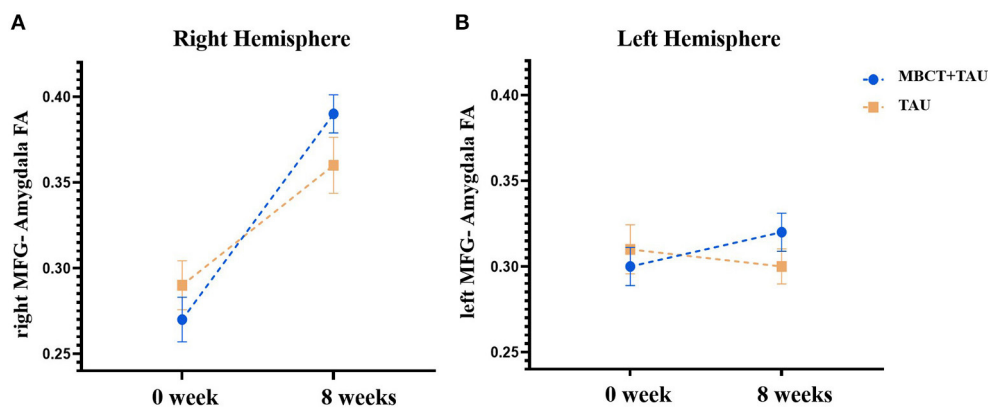 A
Right Hemisphere
right MFG- Amygdala FA
0.40
0.35
0.30
0.25
0 week
8 weeks
B
Left Hemisphere
left MFG- Amygdala FA
0.40
0.35
0.30
0.25
0 week
8 weeks
MBCT+TAU
TAU